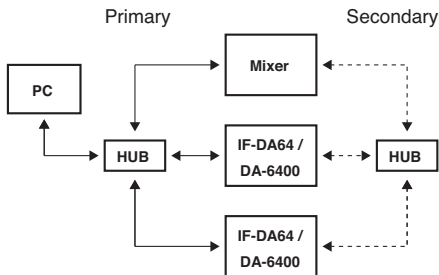 Primary
Secondary
Mixer
PC
HUB
IF-DA64 /
DA-6400
HUB
IF-DA64 /
DA-6400